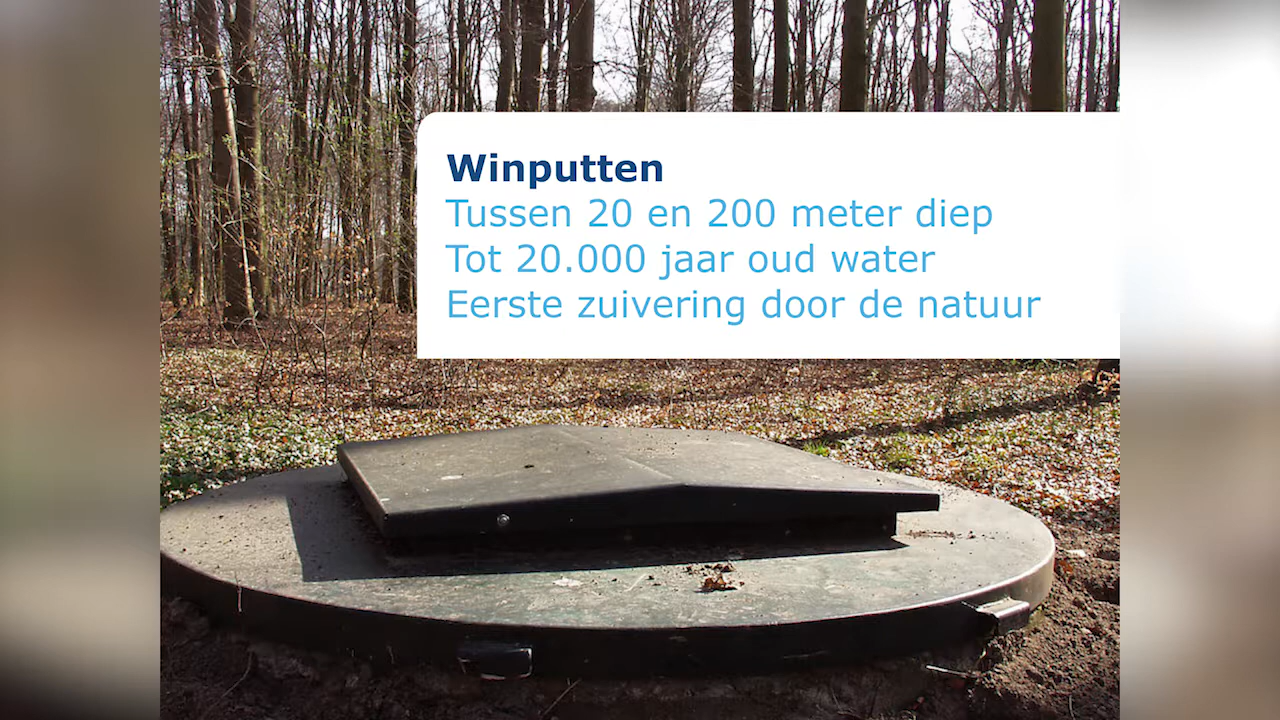 Winputten
Tussen 20 en 200 meter diep
Tot 20.000 jaar oud water
Eerste zuivering door de natuur